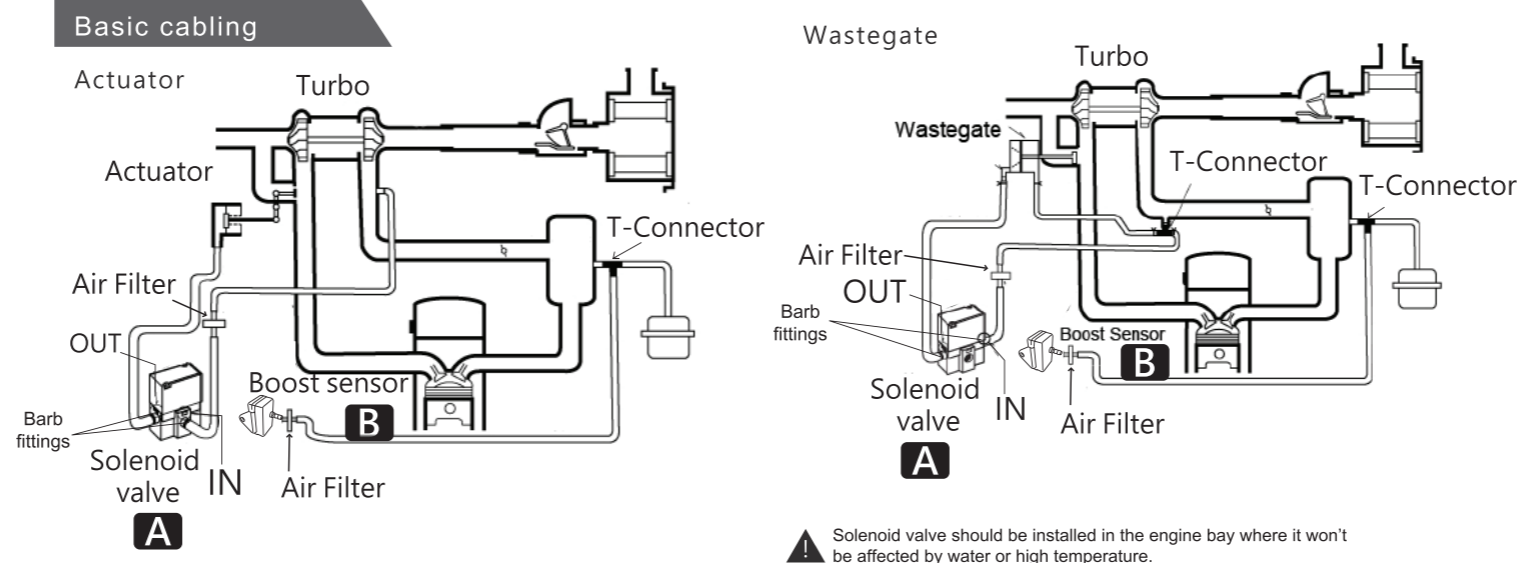 Basic cabling
Actuator
Turbo
Actuator
T-Connector
Air Filter
OUT
Boost sensor
B
Barb
fittings
Solenoid
valve
IN
Air Filter
A
Wastegate
Turbo
Wastegate
T-Connector
T-Connector
Air Filter
OUT
Barb
fittings
Boost Sensor
B
Solenoid
valve
IN
Air Filter
A
!
Solenoid valve should be installed in the engine bay where it won't
be affected by water or high temperature.